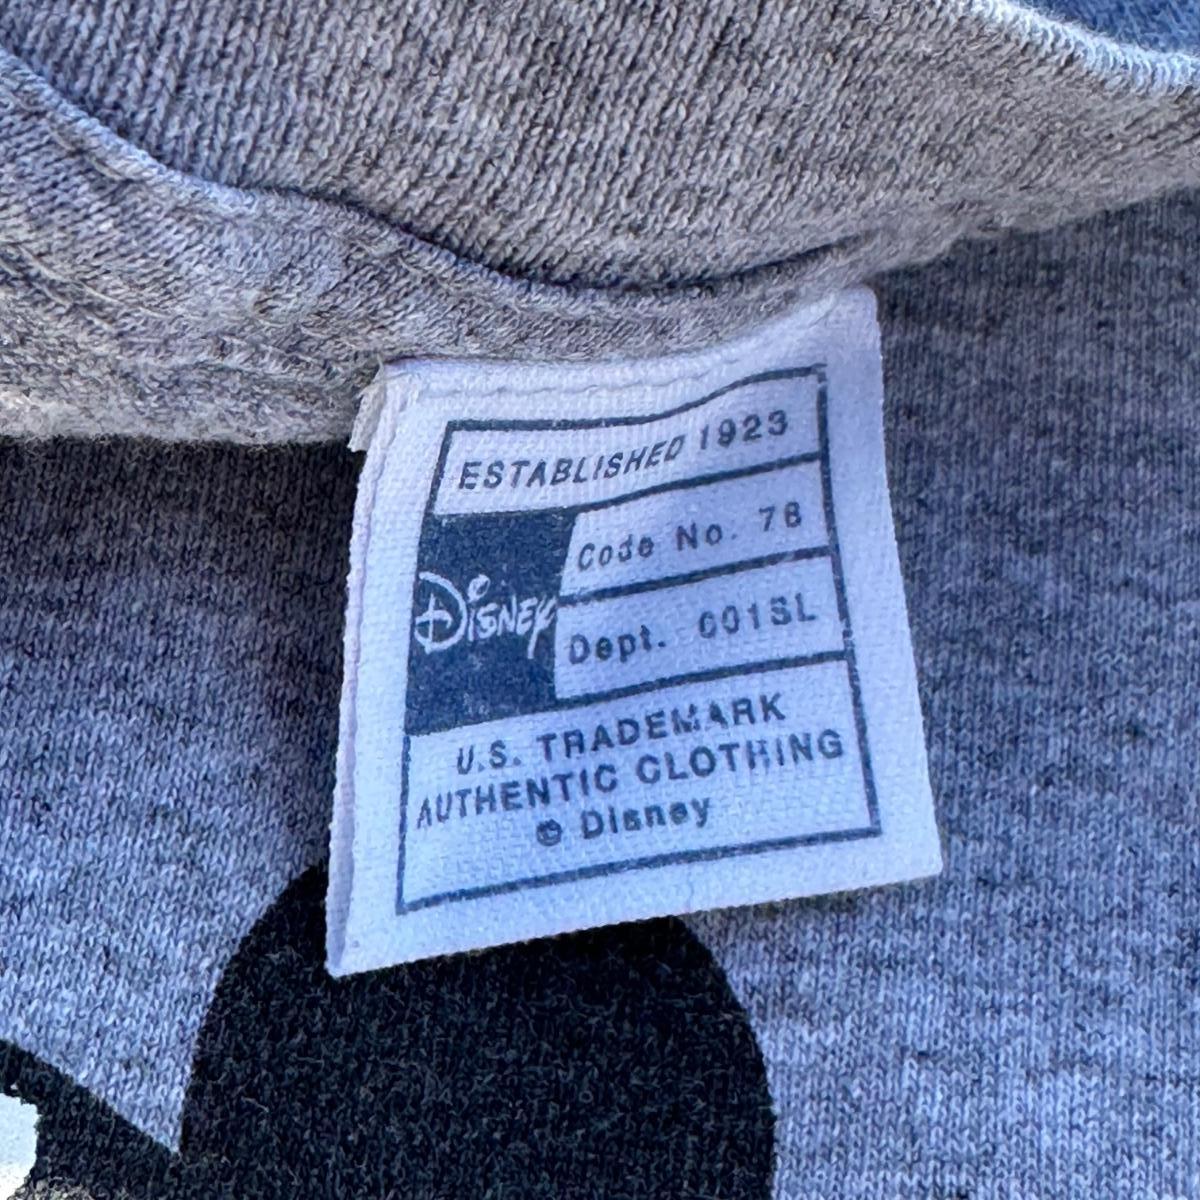 ESTABLISHED 1923
Code No. 78
Disney
Dept. 001SL
U.S. TRADEMARK
AUTHENTIC CLOTHING
© Disney